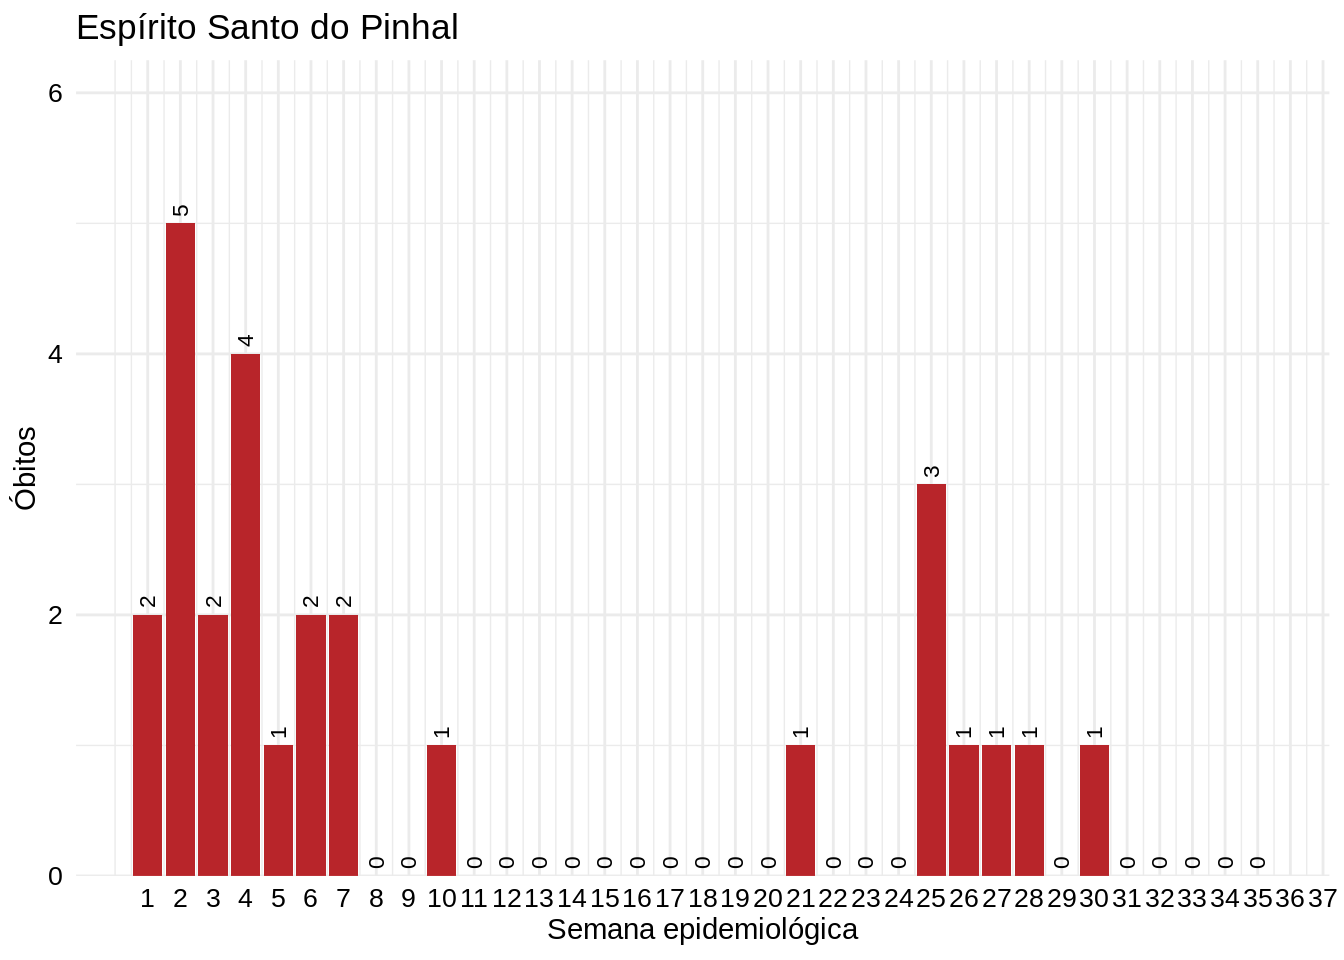 Espírito Santo do Pinhal
6
4
2
0
Óbitos
2 5 2 4 1 2 2 0 0 1 0 0 0 0 0 0 0 0 0 0 1 0 0 0 3 1 1 1 0 1 0 0 0 0 0
1 2 3 4 5 6 7 8 9 10 11 12 13 14 15 16 17 18 19 20 21 22 23 24 25 26 27 28 29 30 31 32 33 34 35 36 37
Semana epidemiológica